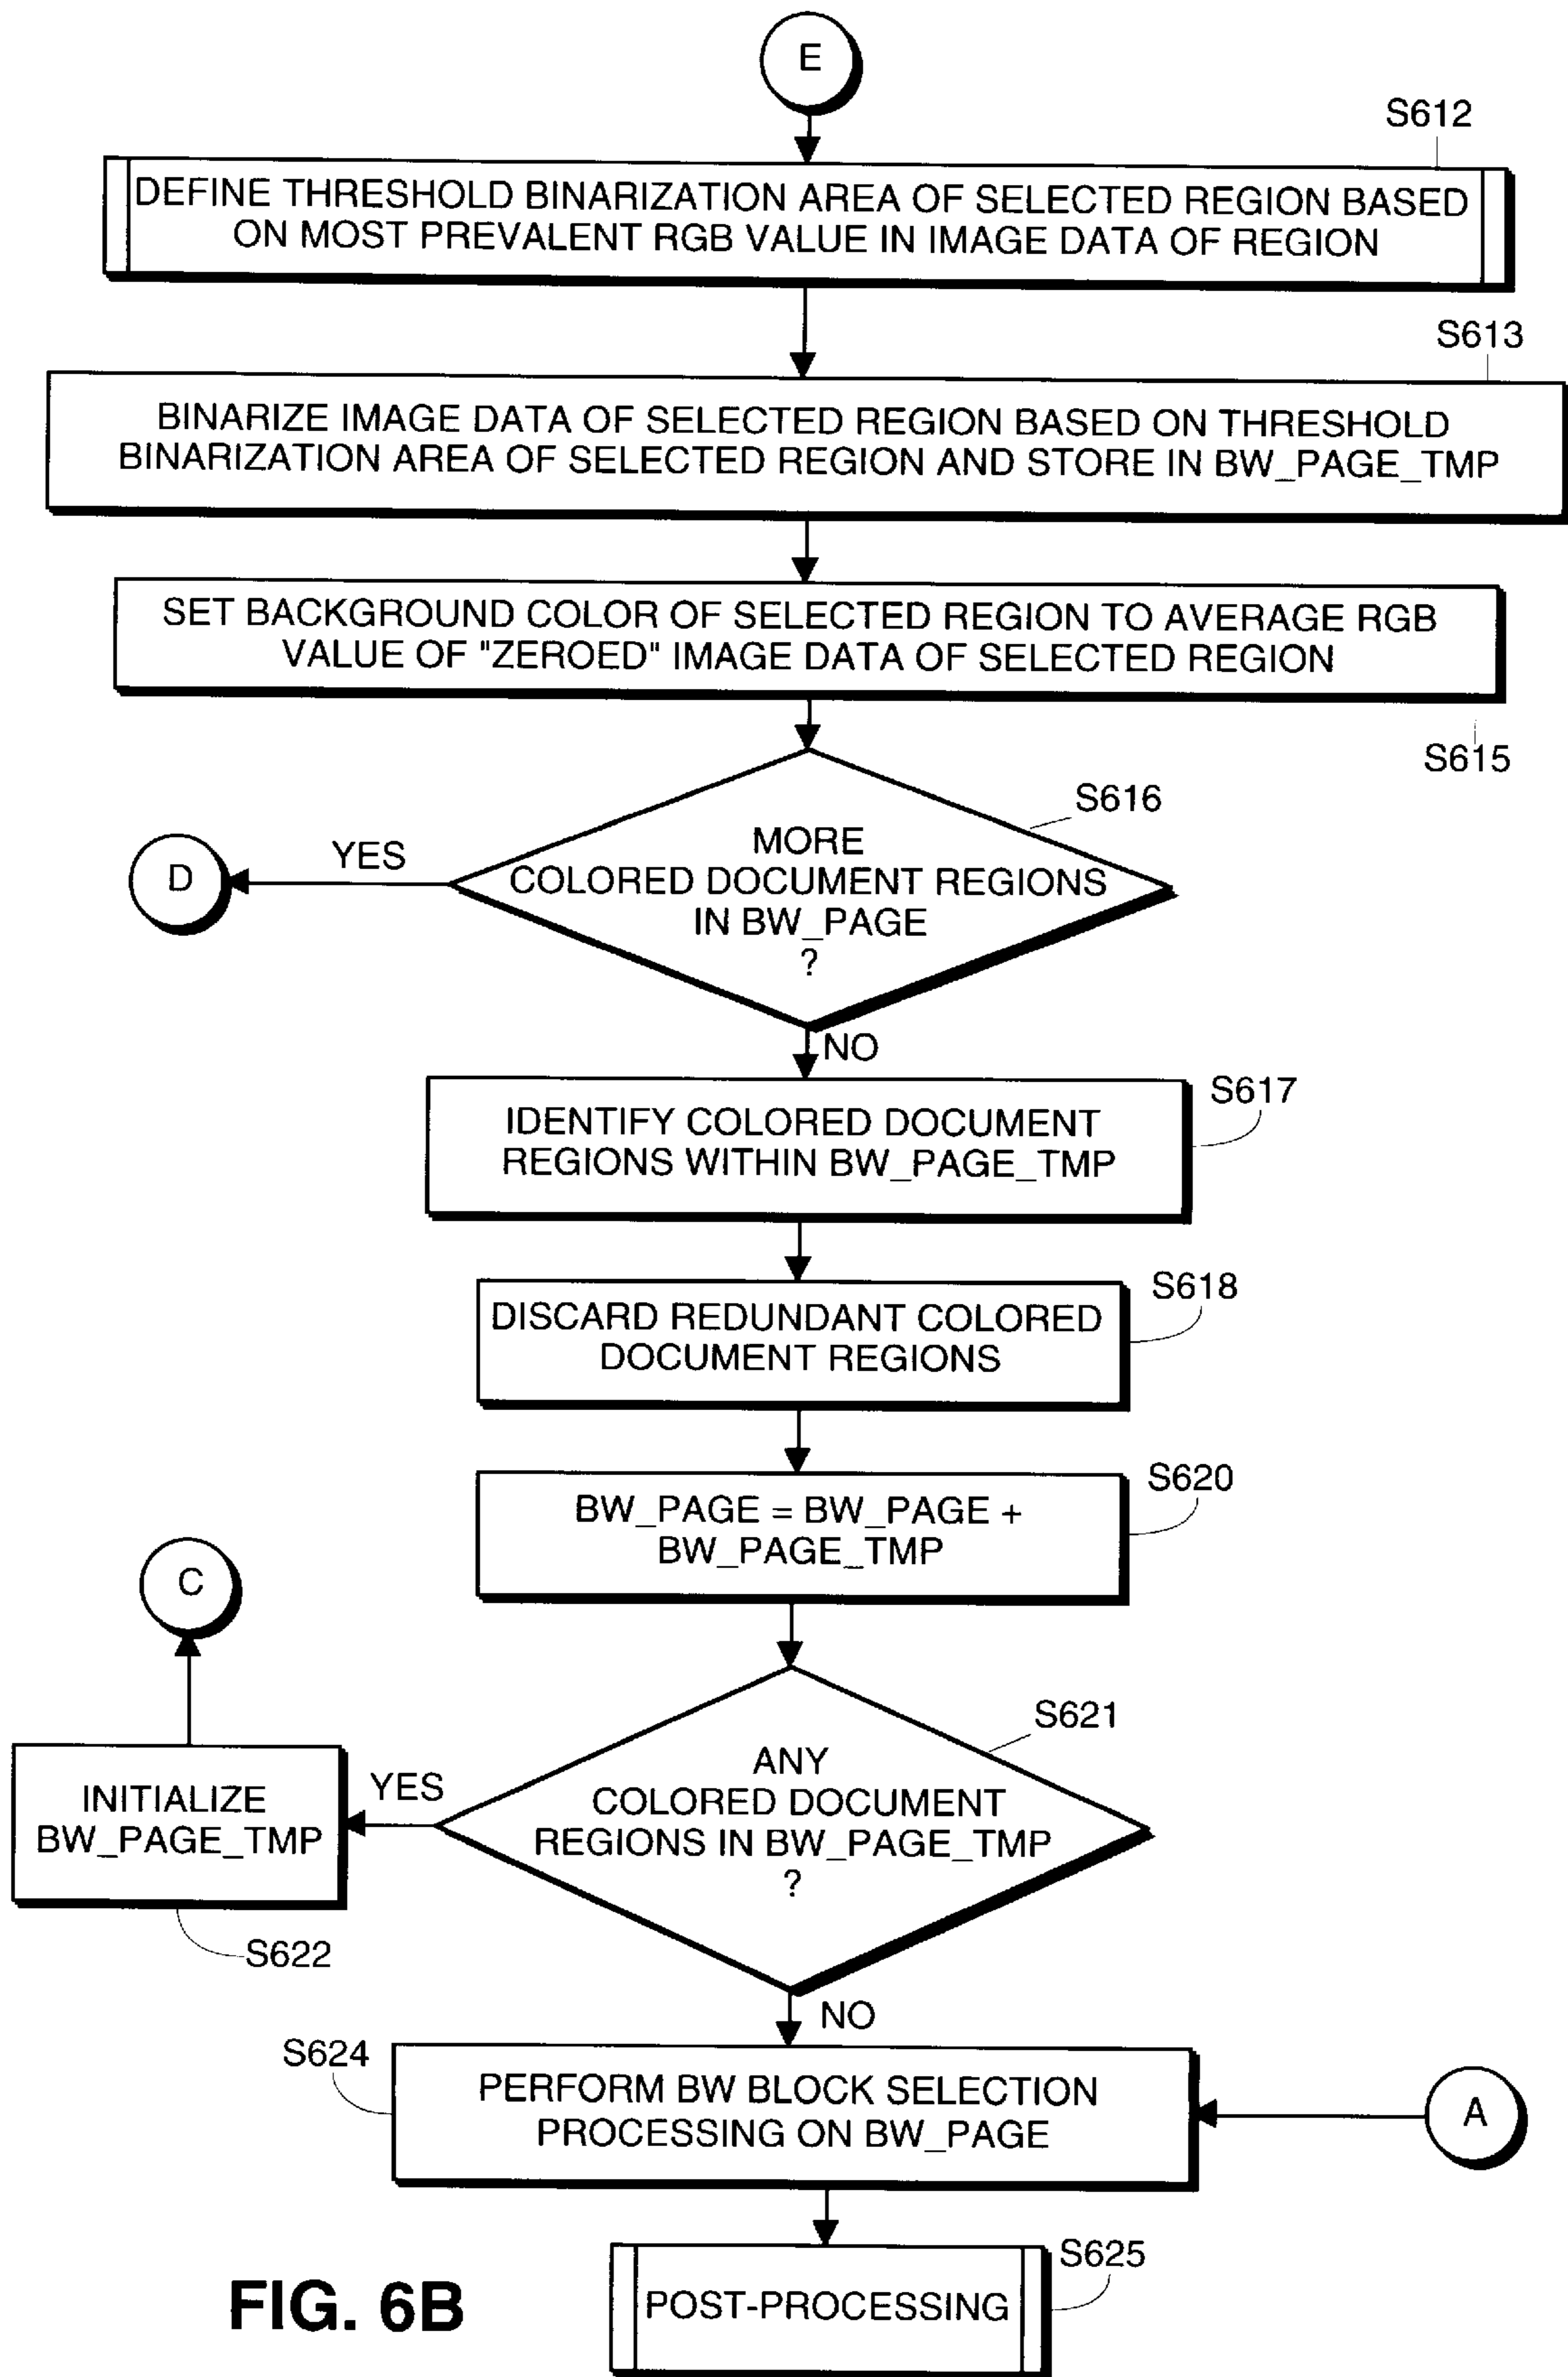 E
S612
DEFINE THRESHOLD BINARIZATION AREA OF SELECTED REGION BASED
ON MOST PREVALENT RGB VALUE IN IMAGE DATA OF REGION
S613
BINARIZE IMAGE DATA OF SELECTED REGION BASED ON THRESHOLD
BINARIZATION AREA OF SELECTED REGION AND STORE IN BW_PAGE_TMP
SET BACKGROUND COLOR OF SELECTED REGION TO AVERAGE RGB
VALUE OF "ZEROED" IMAGE DATA OF SELECTED REGION
S615
S616
MORE
COLORED DOCUMENT REGIONS
IN BW_PAGE
?
YES
D
NO
S617
IDENTIFY COLORED DOCUMENT
REGIONS WITHIN BW_PAGE_TMP
S618
DISCARD REDUNDANT COLORED
DOCUMENT REGIONS
S620
BW_PAGE = BW_PAGE +
BW_PAGE_TMP
C
S621
ANY
COLORED DOCUMENT
REGIONS IN BW_PAGE_TMP
?
YES
INITIALIZE
BW_PAGE_TMP
S622
NO
S624
PERFORM BW BLOCK SELECTION
PROCESSING ON BW_PAGE
A
S625
POST-PROCESSING
FIG. 6B